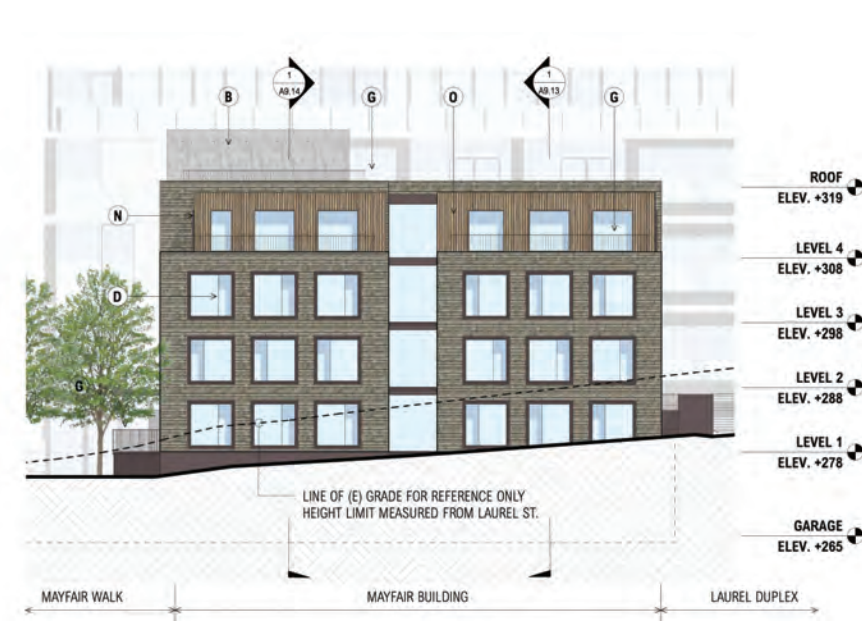 1
A9.14
1
A9.13
B
G
O
G
N
D
G
ROOF
ELEV. +319
LEVEL 4
ELEV. +308
LEVEL 3
ELEV. +298
LEVEL 2
ELEV. +288
LEVEL 1
ELEV. +278
GARAGE
ELEV. +265
LINE OF (E) GRADE FOR REFERENCE ONLY
HEIGHT LIMIT MEASURED FROM LAUREL ST.
MAYFAIR WALK
MAYFAIR BUILDING
LAUREL DUPLEX